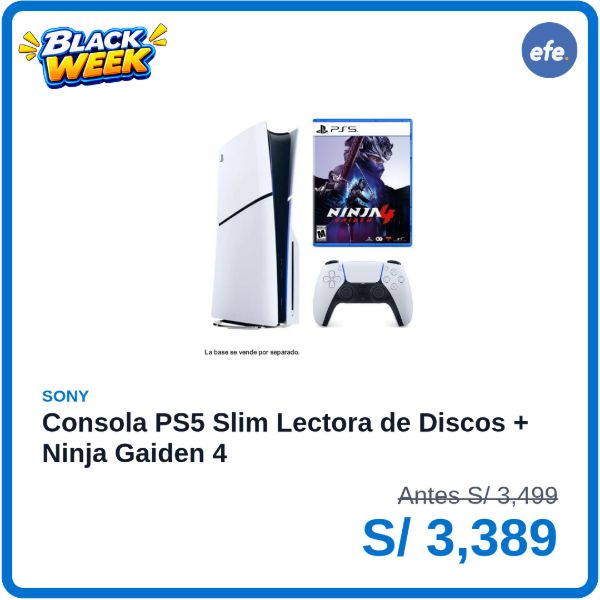 BLACK
WEEK
efe.
PS5
NINJA 4
GAIDEN
La base se vende por separado.
SONY
Consola PS5 Slim Lectora de Discos +
Ninja Gaiden 4
Antes S/ 3,499
S/ 3,389